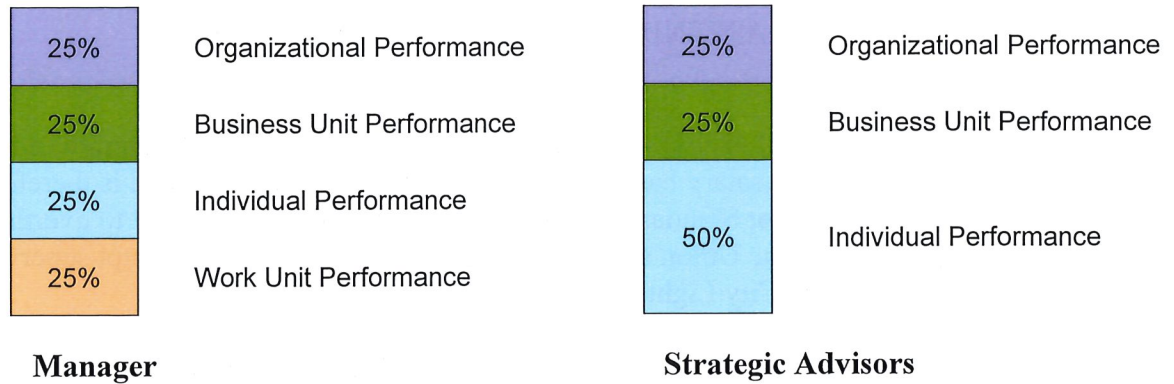 25% Organizational Performance
25% Business Unit Performance
25% Individual Performance
25% Work Unit Performance
Manager
25% Organizational Performance
25% Business Unit Performance
50% Individual Performance
Strategic Advisors